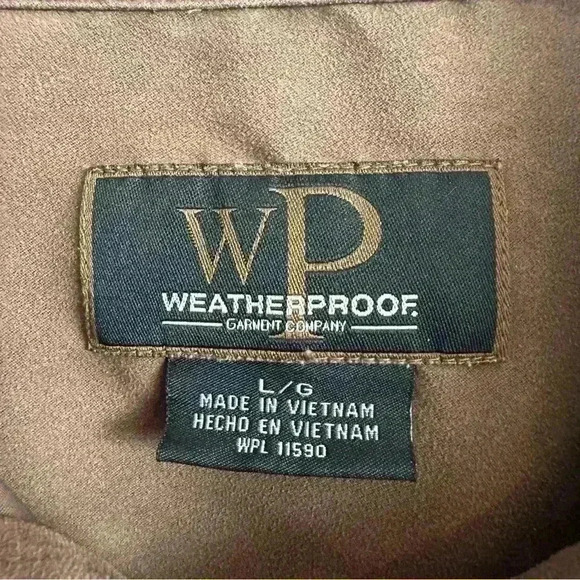 WP
WEATHERPROOF.
GARMENT COMPANY
L/G
MADE IN VIETNAM
HECHO EN VIETNAM
WPL 11590